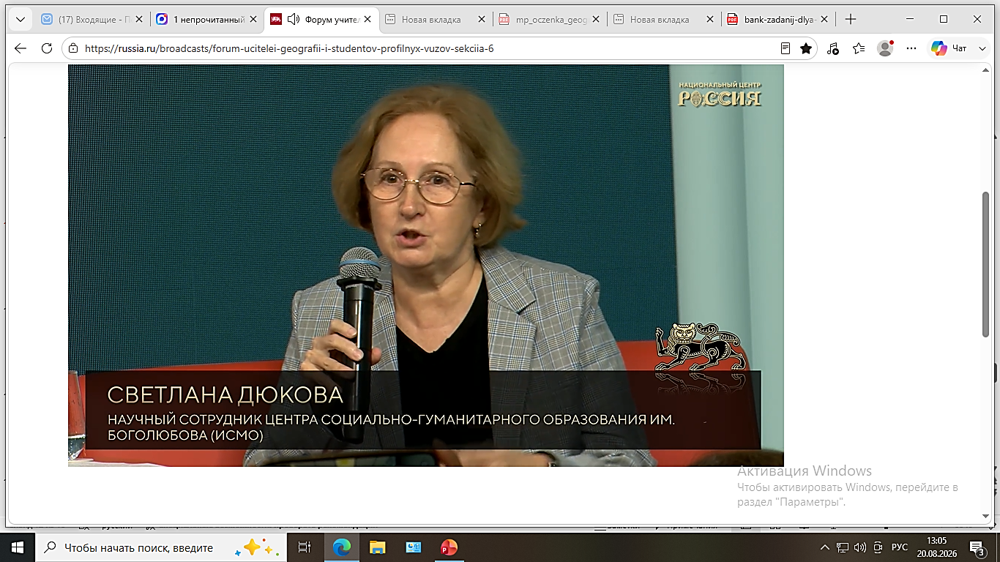 (17) Входящие - П
1 непрочитанный
Форум учител
Новая вкладка
mp_oczenka_geog
Новая вкладка
bank-zadanij-dlya-
https://russia.ru/broadcasts/forum-ucitelei-geografii-i-studentov-profilnyx-vuzov-sekciia-6
Чат
НАЦИОНАЛЬНЫЙ ЦЕНТР
РОССИЯ
СВЕТЛАНА ДЮКОВА
НАУЧНЫЙ СОТРУДНИК ЦЕНТРА СОЦИАЛЬНО-ГУМАНИТАРНОГО ОБРАЗОВАНИЯ ИМ.
БОГОЛЮБОВА (ИСМО)
Активация Windows
Чтобы активировать Windows, перейдите в
раздел "Параметры".
Чтобы начать поиск, введите
РУС
13:05
20.08.2026
3